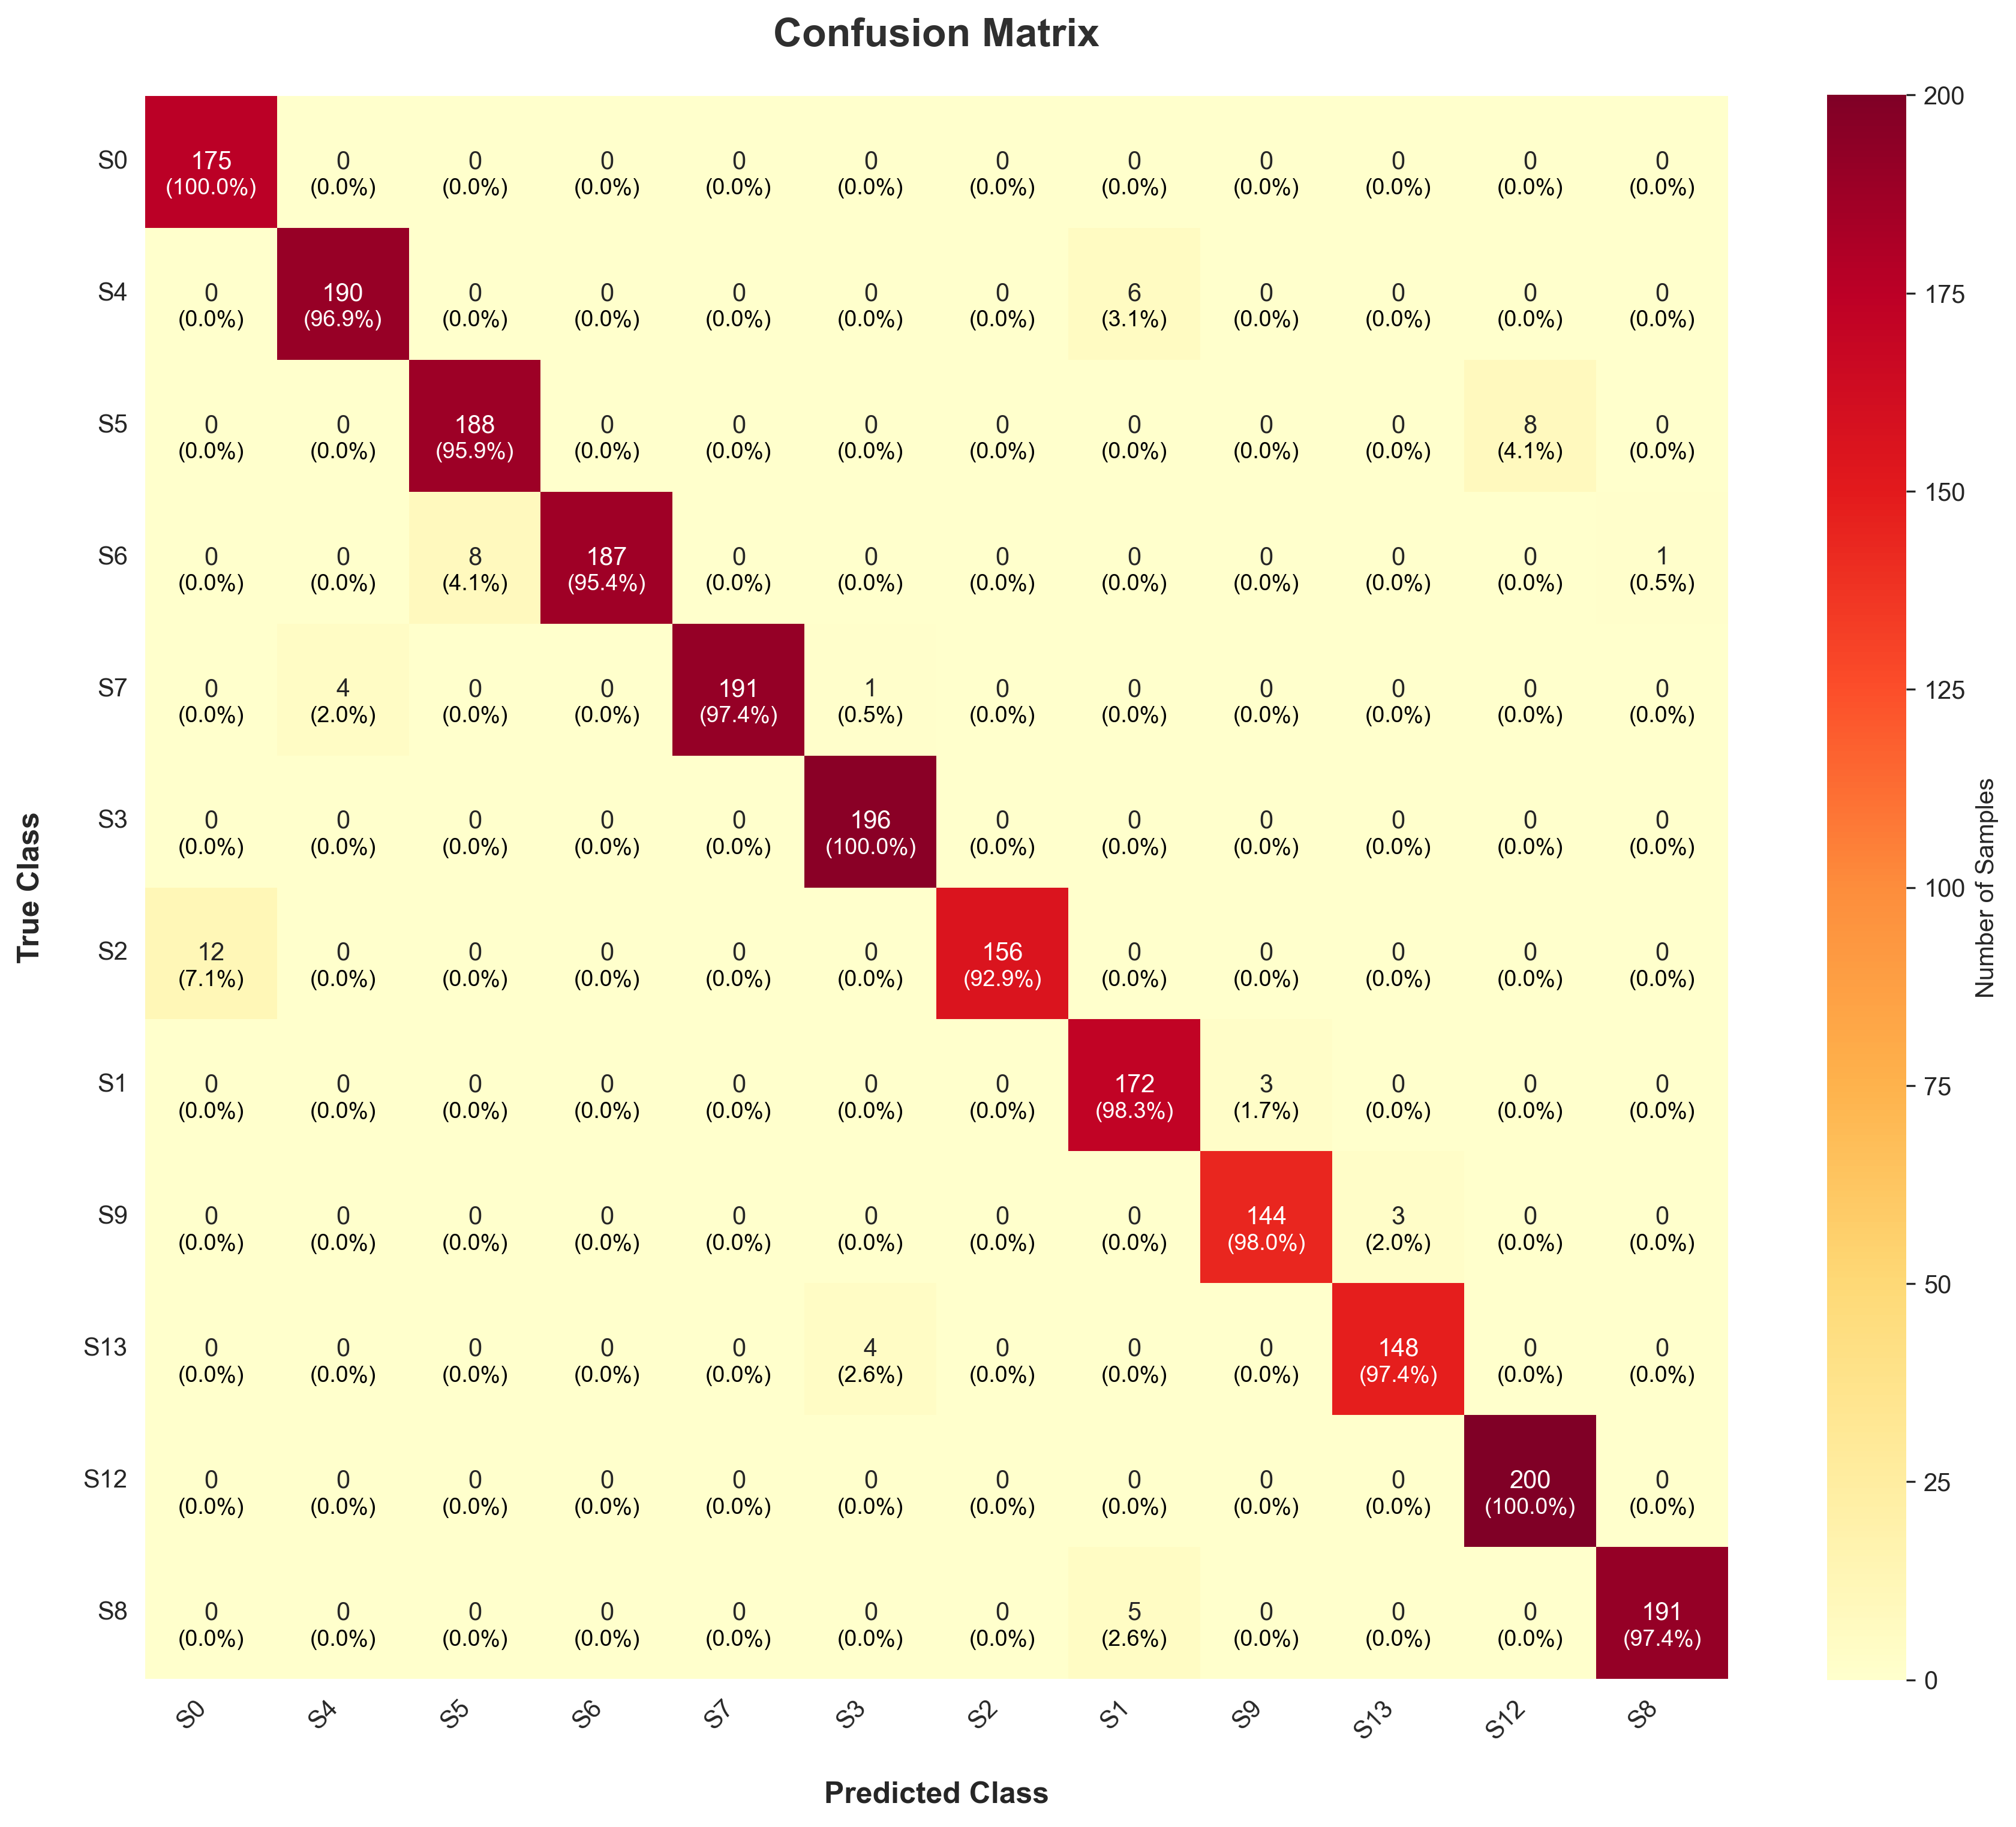 Confusion Matrix
S0 175 0 0 0 0 0 0 0 0 0 0 0
(100.0%) (0.0%) (0.0%) (0.0%) (0.0%) (0.0%) (0.0%) (0.0%) (0.0%) (0.0%) (0.0%) (0.0%)
S4 0 190 0 0 0 0 0 6 0 0 0 0
(0.0%) (96.9%) (0.0%) (0.0%) (0.0%) (0.0%) (0.0%) (3.1%) (0.0%) (0.0%) (0.0%) (0.0%)
S5 0 0 188 0 0 0 0 0 0 0 8 0
(0.0%) (0.0%) (95.9%) (0.0%) (0.0%) (0.0%) (0.0%) (0.0%) (0.0%) (0.0%) (4.1%) (0.0%)
S6 0 0 8 187 0 0 0 0 0 0 0 1
(0.0%) (0.0%) (4.1%) (95.4%) (0.0%) (0.0%) (0.0%) (0.0%) (0.0%) (0.0%) (0.0%) (0.5%)
S7 0 4 0 0 191 1 0 0 0 0 0 0
(0.0%) (2.0%) (0.0%) (0.0%) (97.4%) (0.5%) (0.0%) (0.0%) (0.0%) (0.0%) (0.0%) (0.0%)
S3 0 0 0 0 0 196 0 0 0 0 0 0
(0.0%) (0.0%) (0.0%) (0.0%) (0.0%) (100.0%) (0.0%) (0.0%) (0.0%) (0.0%) (0.0%) (0.0%)
S2 12 0 0 0 0 0 156 0 0 0 0 0
(7.1%) (0.0%) (0.0%) (0.0%) (0.0%) (0.0%) (92.9%) (0.0%) (0.0%) (0.0%) (0.0%) (0.0%)
S1 0 0 0 0 0 0 0 172 3 0 0 0
(0.0%) (0.0%) (0.0%) (0.0%) (0.0%) (0.0%) (0.0%) (98.3%) (1.7%) (0.0%) (0.0%) (0.0%)
S9 0 0 0 0 0 0 0 0 144 3 0 0
(0.0%) (0.0%) (0.0%) (0.0%) (0.0%) (0.0%) (0.0%) (0.0%) (98.0%) (2.0%) (0.0%) (0.0%)
S13 0 0 0 0 0 4 0 0 0 148 0 0
(0.0%) (0.0%) (0.0%) (0.0%) (0.0%) (2.6%) (0.0%) (0.0%) (0.0%) (97.4%) (0.0%) (0.0%)
S12 0 0 0 0 0 0 0 0 0 0 200 0
(0.0%) (0.0%) (0.0%) (0.0%) (0.0%) (0.0%) (0.0%) (0.0%) (0.0%) (0.0%) (100.0%) (0.0%)
S8 0 0 0 0 0 0 0 5 0 0 0 191
(0.0%) (0.0%) (0.0%) (0.0%) (0.0%) (0.0%) (0.0%) (2.6%) (0.0%) (0.0%) (0.0%) (97.4%)
S0 S4 S5 S6 S7 S3 S2 S1 S9 S13 S12 S8
Predicted Class
True Class
200
175
150
125
100
75
50
25
0
Number of Samples